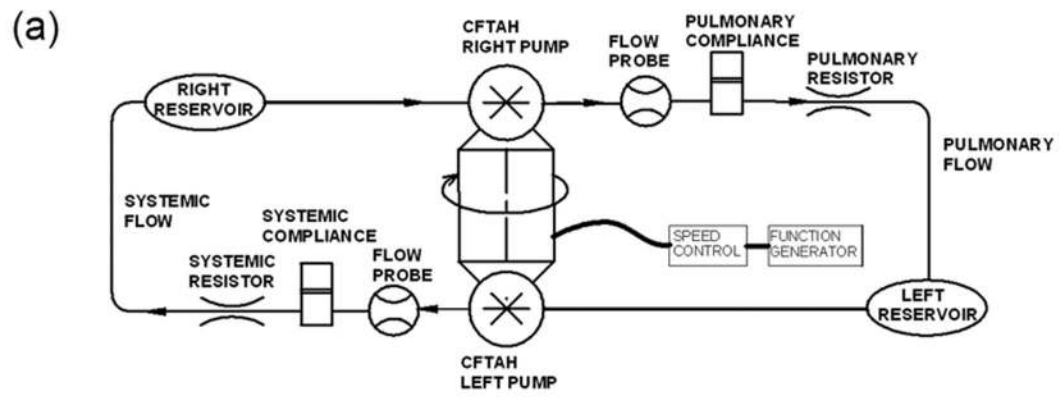 (a)
CFTAH
RIGHT PUMP
FLOW
PROBE
PULMONARY
COMPLIANCE
PULMONARY
RESISTOR
RIGHT
RESERVOIR
PULMONARY
FLOW
SYSTEMIC
FLOW
SYSTEMIC
COMPLIANCE
SYSTEMIC
RESISTOR
FLOW
PROBE
SPEED
CONTROL
FUNCTION
GENERATOR
LEFT
RESERVOIR
CFTAH
LEFT PUMP